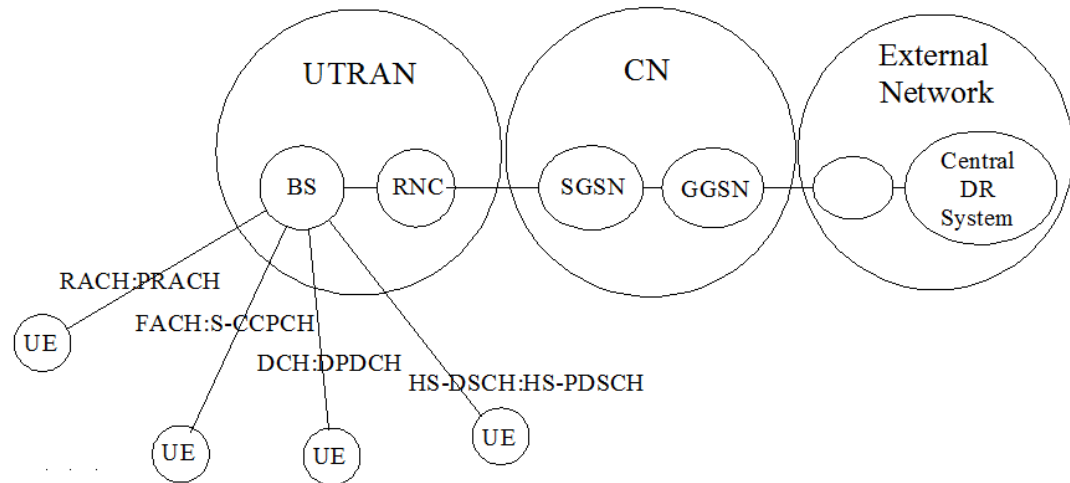 UTRAN
CN
External
Network
BS
RNC
SGSN
GGSN
Central
DR
System
RACH:PRACH
FACH:S-CCPCH
DCH:DPDCH
HS-DSCH:HS-PDSCH
UE
UE
UE
UE
. . .